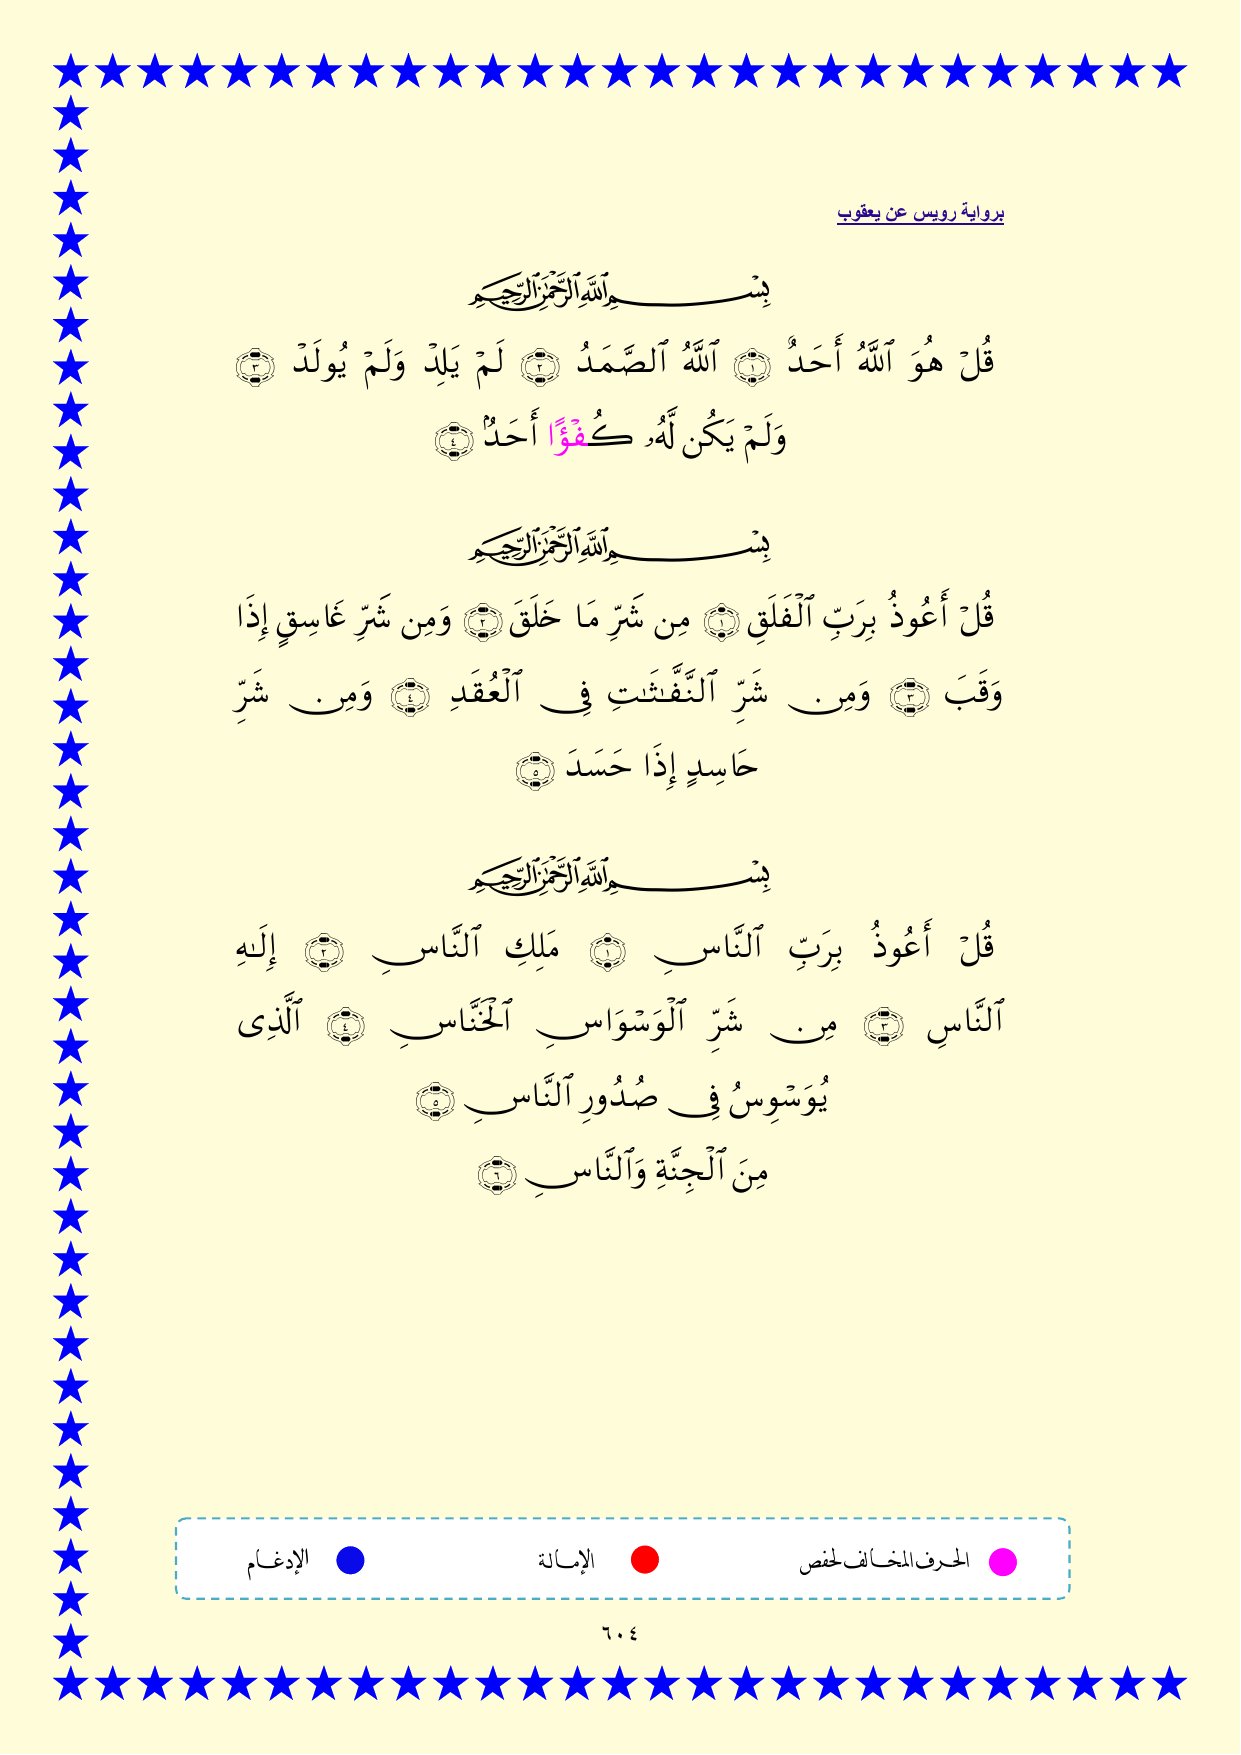 برواية رويس عن يعقوب
بِسْمِ ٱللَّهِ ٱلرَّحْمَٰنِ ٱلرَّحِيمِ
قُلْ هُوَ ٱللَّهُ أَحَدٌ ١ ٱللَّهُ ٱلصَّمَدُ ٢ لَمْ يَلِدْ وَلَمْ يُولَدْ ٣
وَلَمْ يَكُن لَّهُۥ كُفْؤًا أَحَدُۢ ٤
بِسْمِ ٱللَّهِ ٱلرَّحْمَٰنِ ٱلرَّحِيمِ
قُلْ أَعُوذُ بِرَبِّ ٱلْفَلَقِ ١ مِن شَرِّ مَا خَلَقَ ٢ وَمِن شَرِّ غَاسِقٍ إِذَا
وَقَبَ ٣ وَمِن شَرِّ ٱلنَّفَّـٰثَـٰتِ فِى ٱلْعُقَدِ ٤ وَمِن شَرِّ
حَاسِدٍ إِذَا حَسَدَ ٥
بِسْمِ ٱللَّهِ ٱلرَّحْمَٰنِ ٱلرَّحِيمِ
قُلْ أَعُوذُ بِرَبِّ ٱلنَّاسِ ١ مَلِكِ ٱلنَّاسِ ٢ إِلَـٰهِ
ٱلنَّاسِ ٣ مِن شَرِّ ٱلْوَسْوَاسِ ٱلْخَنَّاسِ ٤ ٱلَّذِى
يُوَسْوِسُ فِى صُدُورِ ٱلنَّاسِ ٥
مِنَ ٱلْجِنَّةِ وَٱلنَّاسِ ٦
الحرف المخالف لحفص الإمالة الإدغام
٦٠٤